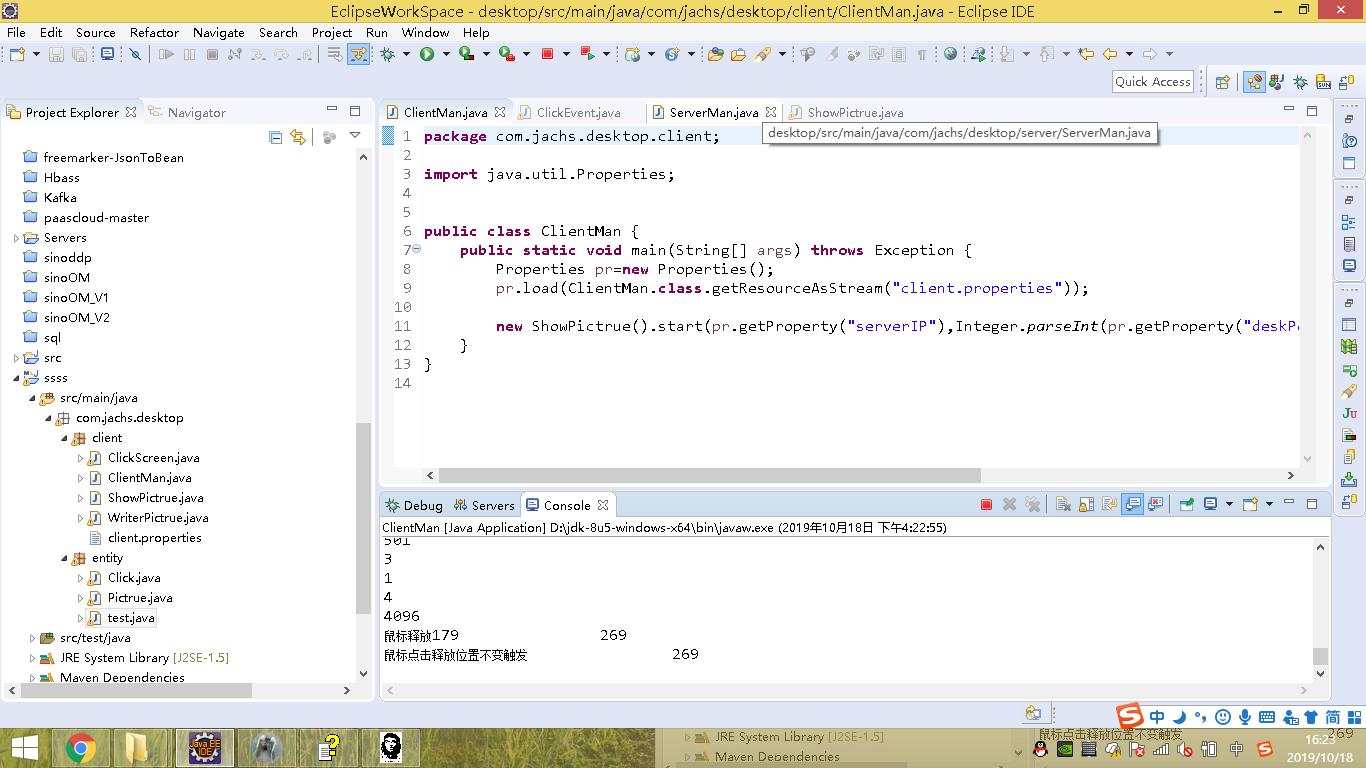 EclipseWorkSpace - desktop/src/main/java/com/jachs/desktop/client/ClientMan.java - Eclipse IDE
File Edit Source Refactor Navigate Search Project Run Window Help
Quick Access
Project Explorer
Navigator
freemarker-JsonToBean
Hbass
Kafka
paascloud-master
Servers
sinoddp
sinoOM
sinoOM_V1
sinoOM_V2
sql
src
ssss
src/main/java
com.jachs.desktop
client
ClickScreen.java
ClientMan.java
ShowPictrue.java
WriterPictrue.java
client.properties
entity
Click.java
Pictrue.java
test.java
src/test/java
JRE System Library [J2SE-1.5]
Maven Dependencies
ClientMan.java
ClickEvent.java
ServerMan.java
ShowPictrue.java
desktop/src/main/java/com/jachs/desktop/server/ServerMan.java
1 package com.jachs.desktop.client;
2
3 import java.util.Properties;
4
5
6 public class ClientMan {
7 public static void main(String[] args) throws Exception {
8 Properties pr=new Properties();
9 pr.load(ClientMan.class.getResourceAsStream("client.properties"));
10
11 new ShowPictrue().start(pr.getProperty("serverIP"),Integer.parseInt(pr.getProperty("deskPo
12 }
13 }
14
Debug Servers Console
ClientMan [Java Application] D:\jdk-8u5-windows-x64\bin\javaw.exe (2019年10月18日 下午4:22:55)
501
3
1
4
4096
鼠标释放179 269
鼠标点击释放位置不变触发 269
中
简
Java EE
IDE
JRE System Library [J2SE-1.5]
Maven Dependencies
鼠标点击释放位置不变触发 269
中
16:23
2019/10/18